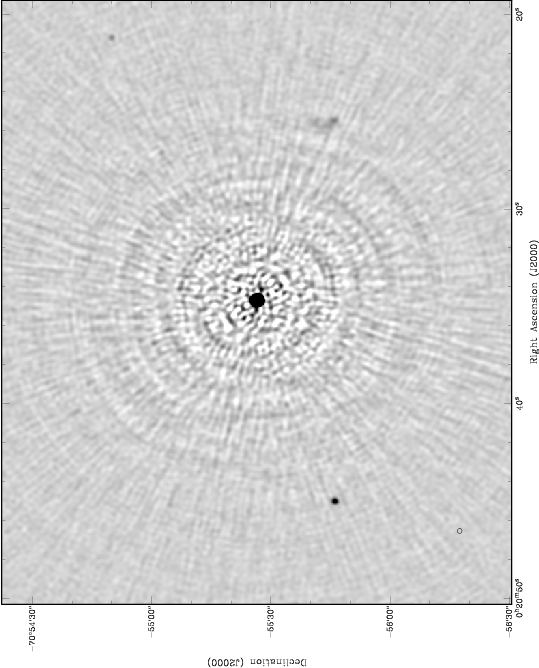 20ˢ
30ˢ
40ˢ
0ʰ20ᵐ50ˢ
Right Ascension (J2000)
-70°54'30"
-55'00"
-55'30"
-56'00"
-56'30"
Declination (J2000)